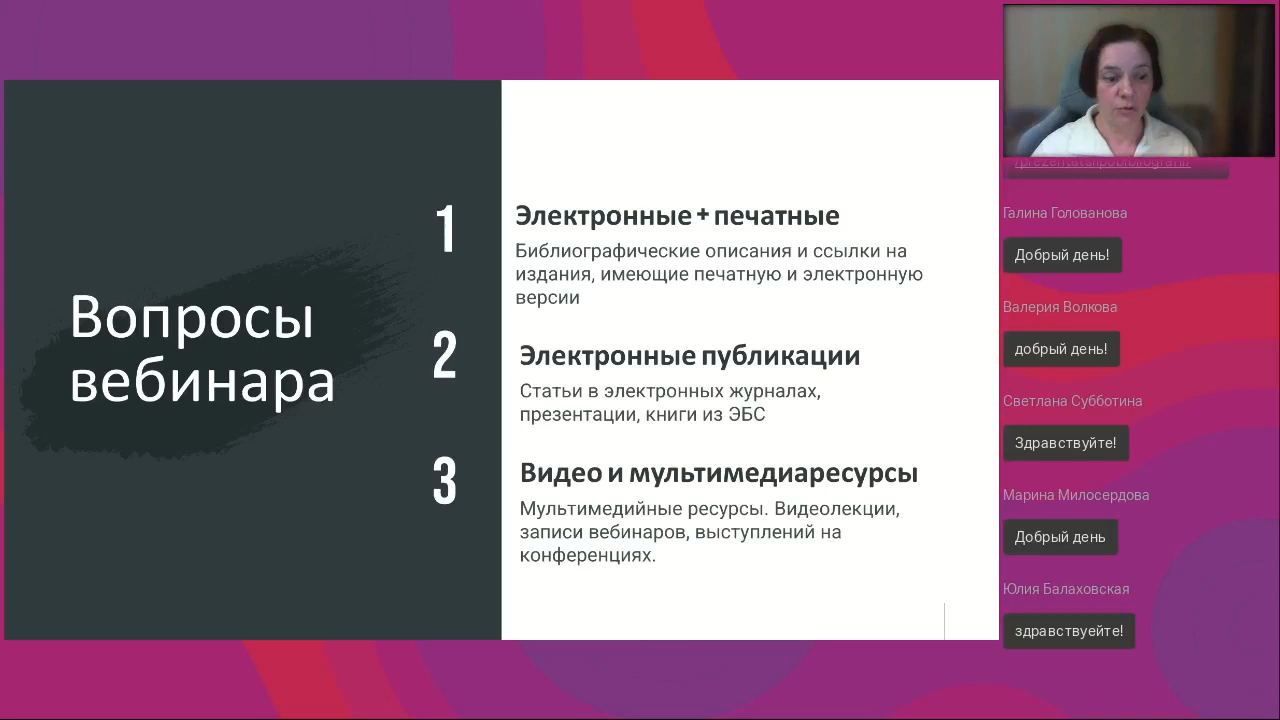 Вопросы
вебинара
1
Электронные + печатные
Библиографические описания и ссылки на
издания, имеющие печатную и электронную
версии
2
Электронные публикации
Статьи в электронных журналах,
презентации, книги из ЭБС
3
Видео и мультимедиаресурсы
Мультимедийные ресурсы. Видеолекции,
записи вебинаров, выступлений на
конференциях.
Галина Голованова
Добрый день!
Валерия Волкова
добрый день!
Светлана Субботина
Здравствуйте!
Марина Милосердова
Добрый день
Юлия Балаховская
здравствуейте!